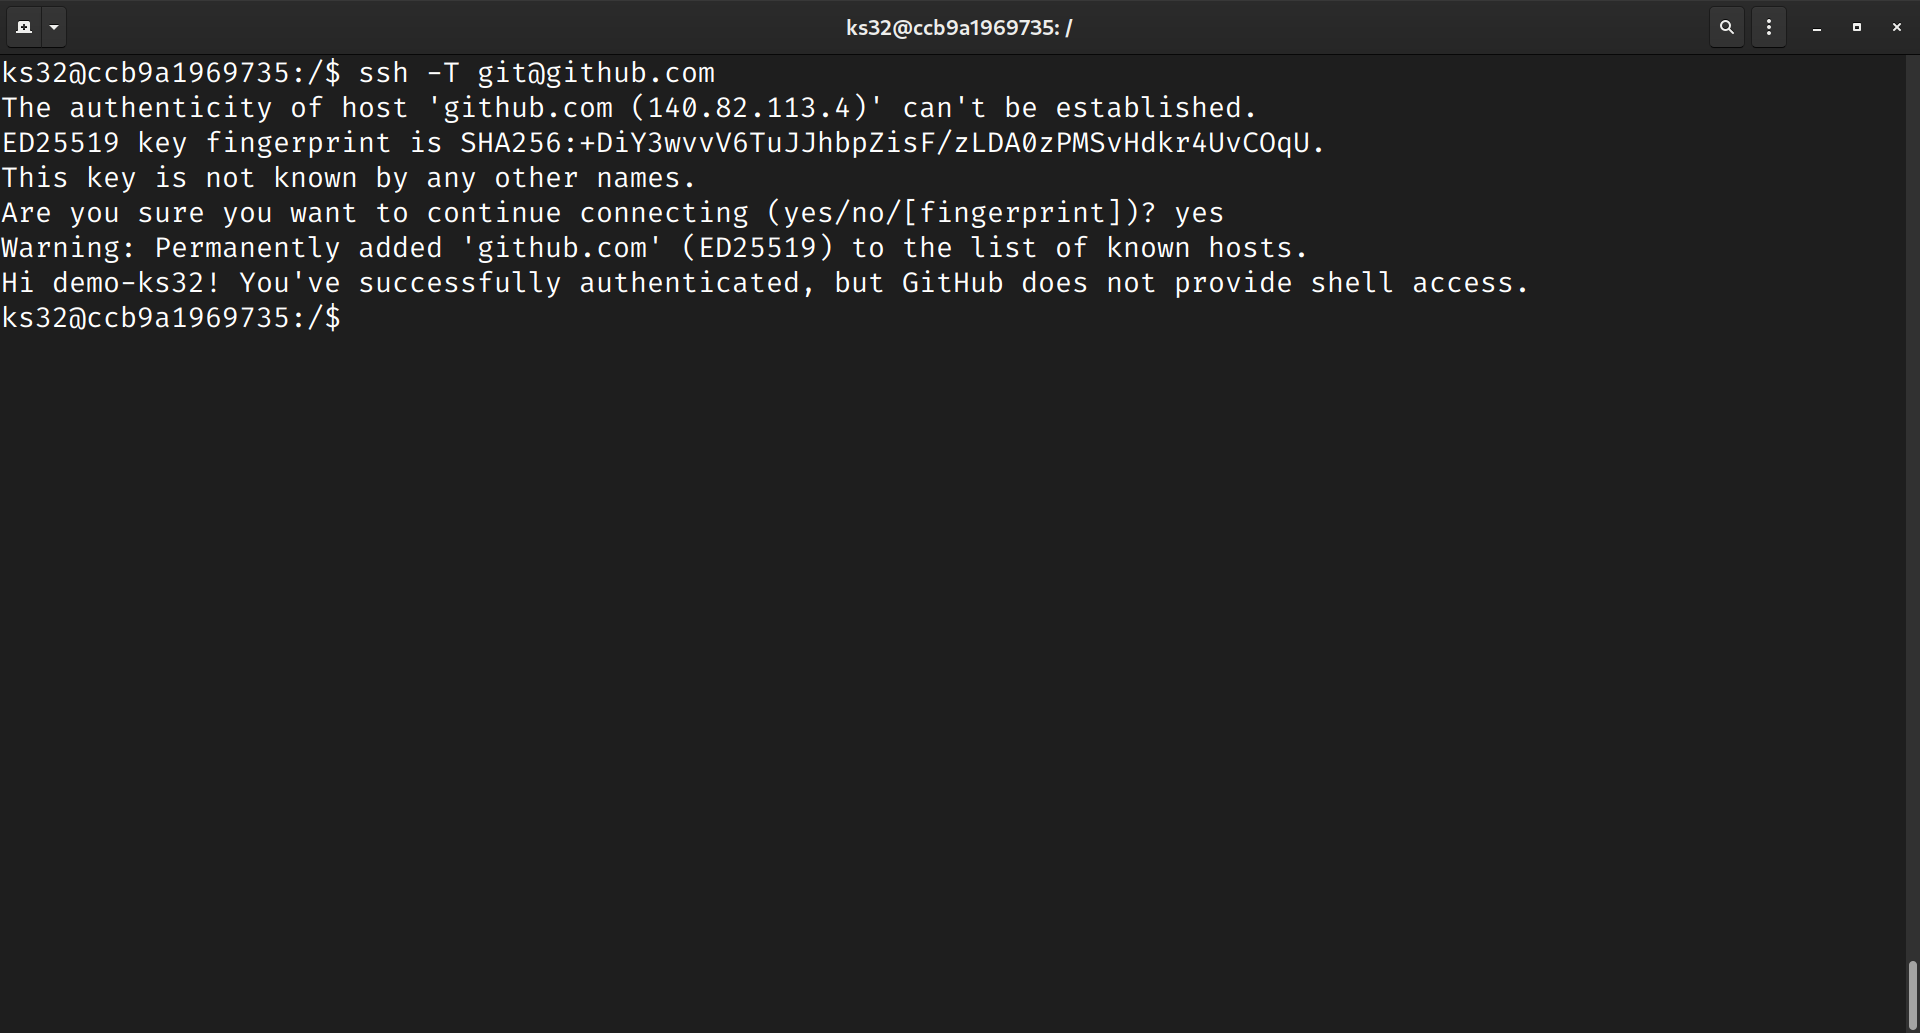 ks32@ccb9a1969735: /
ks32@ccb9a1969735:/$ ssh -T git@github.com
The authenticity of host 'github.com (140.82.113.4)' can't be established.
ED25519 key fingerprint is SHA256:+DiY3wvvV6TuJJhbpZisF/zLDA0zPMSvHdkr4UvCOqU.
This key is not known by any other names.
Are you sure you want to continue connecting (yes/no/[fingerprint])? yes
Warning: Permanently added 'github.com' (ED25519) to the list of known hosts.
Hi demo-ks32! You've successfully authenticated, but GitHub does not provide shell access.
ks32@ccb9a1969735:/$